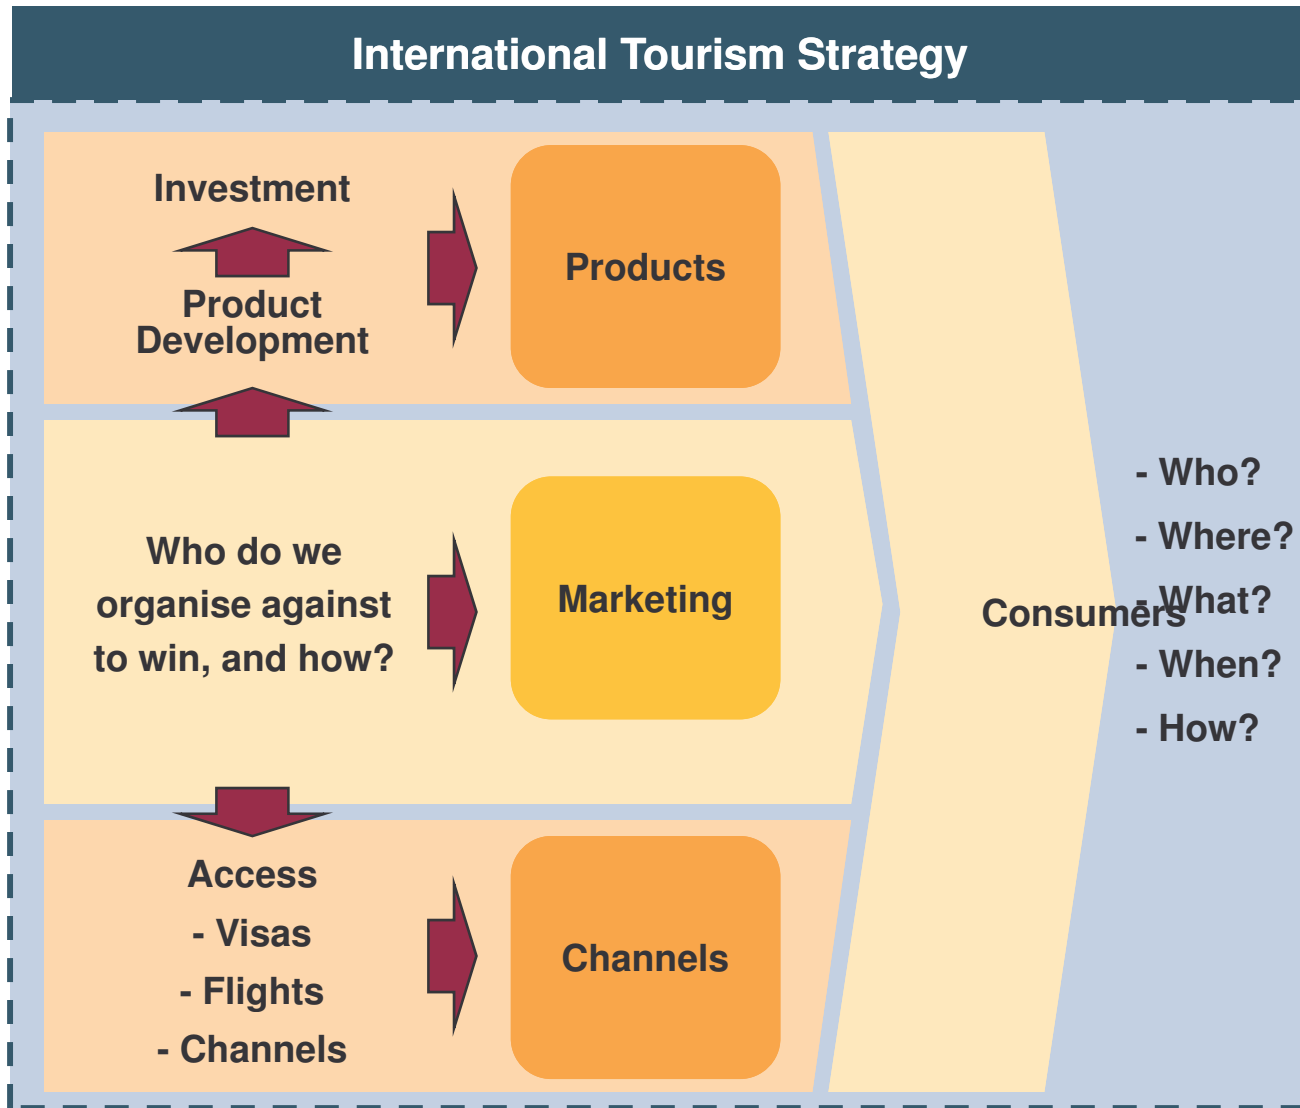 International Tourism Strategy
Investment
Product
Development
Products
Who do we
organise against
to win, and how?
Marketing
Access
- Visas
- Flights
- Channels
Channels
Consumers
- Who?
- Where?
- What?
- When?
- How?